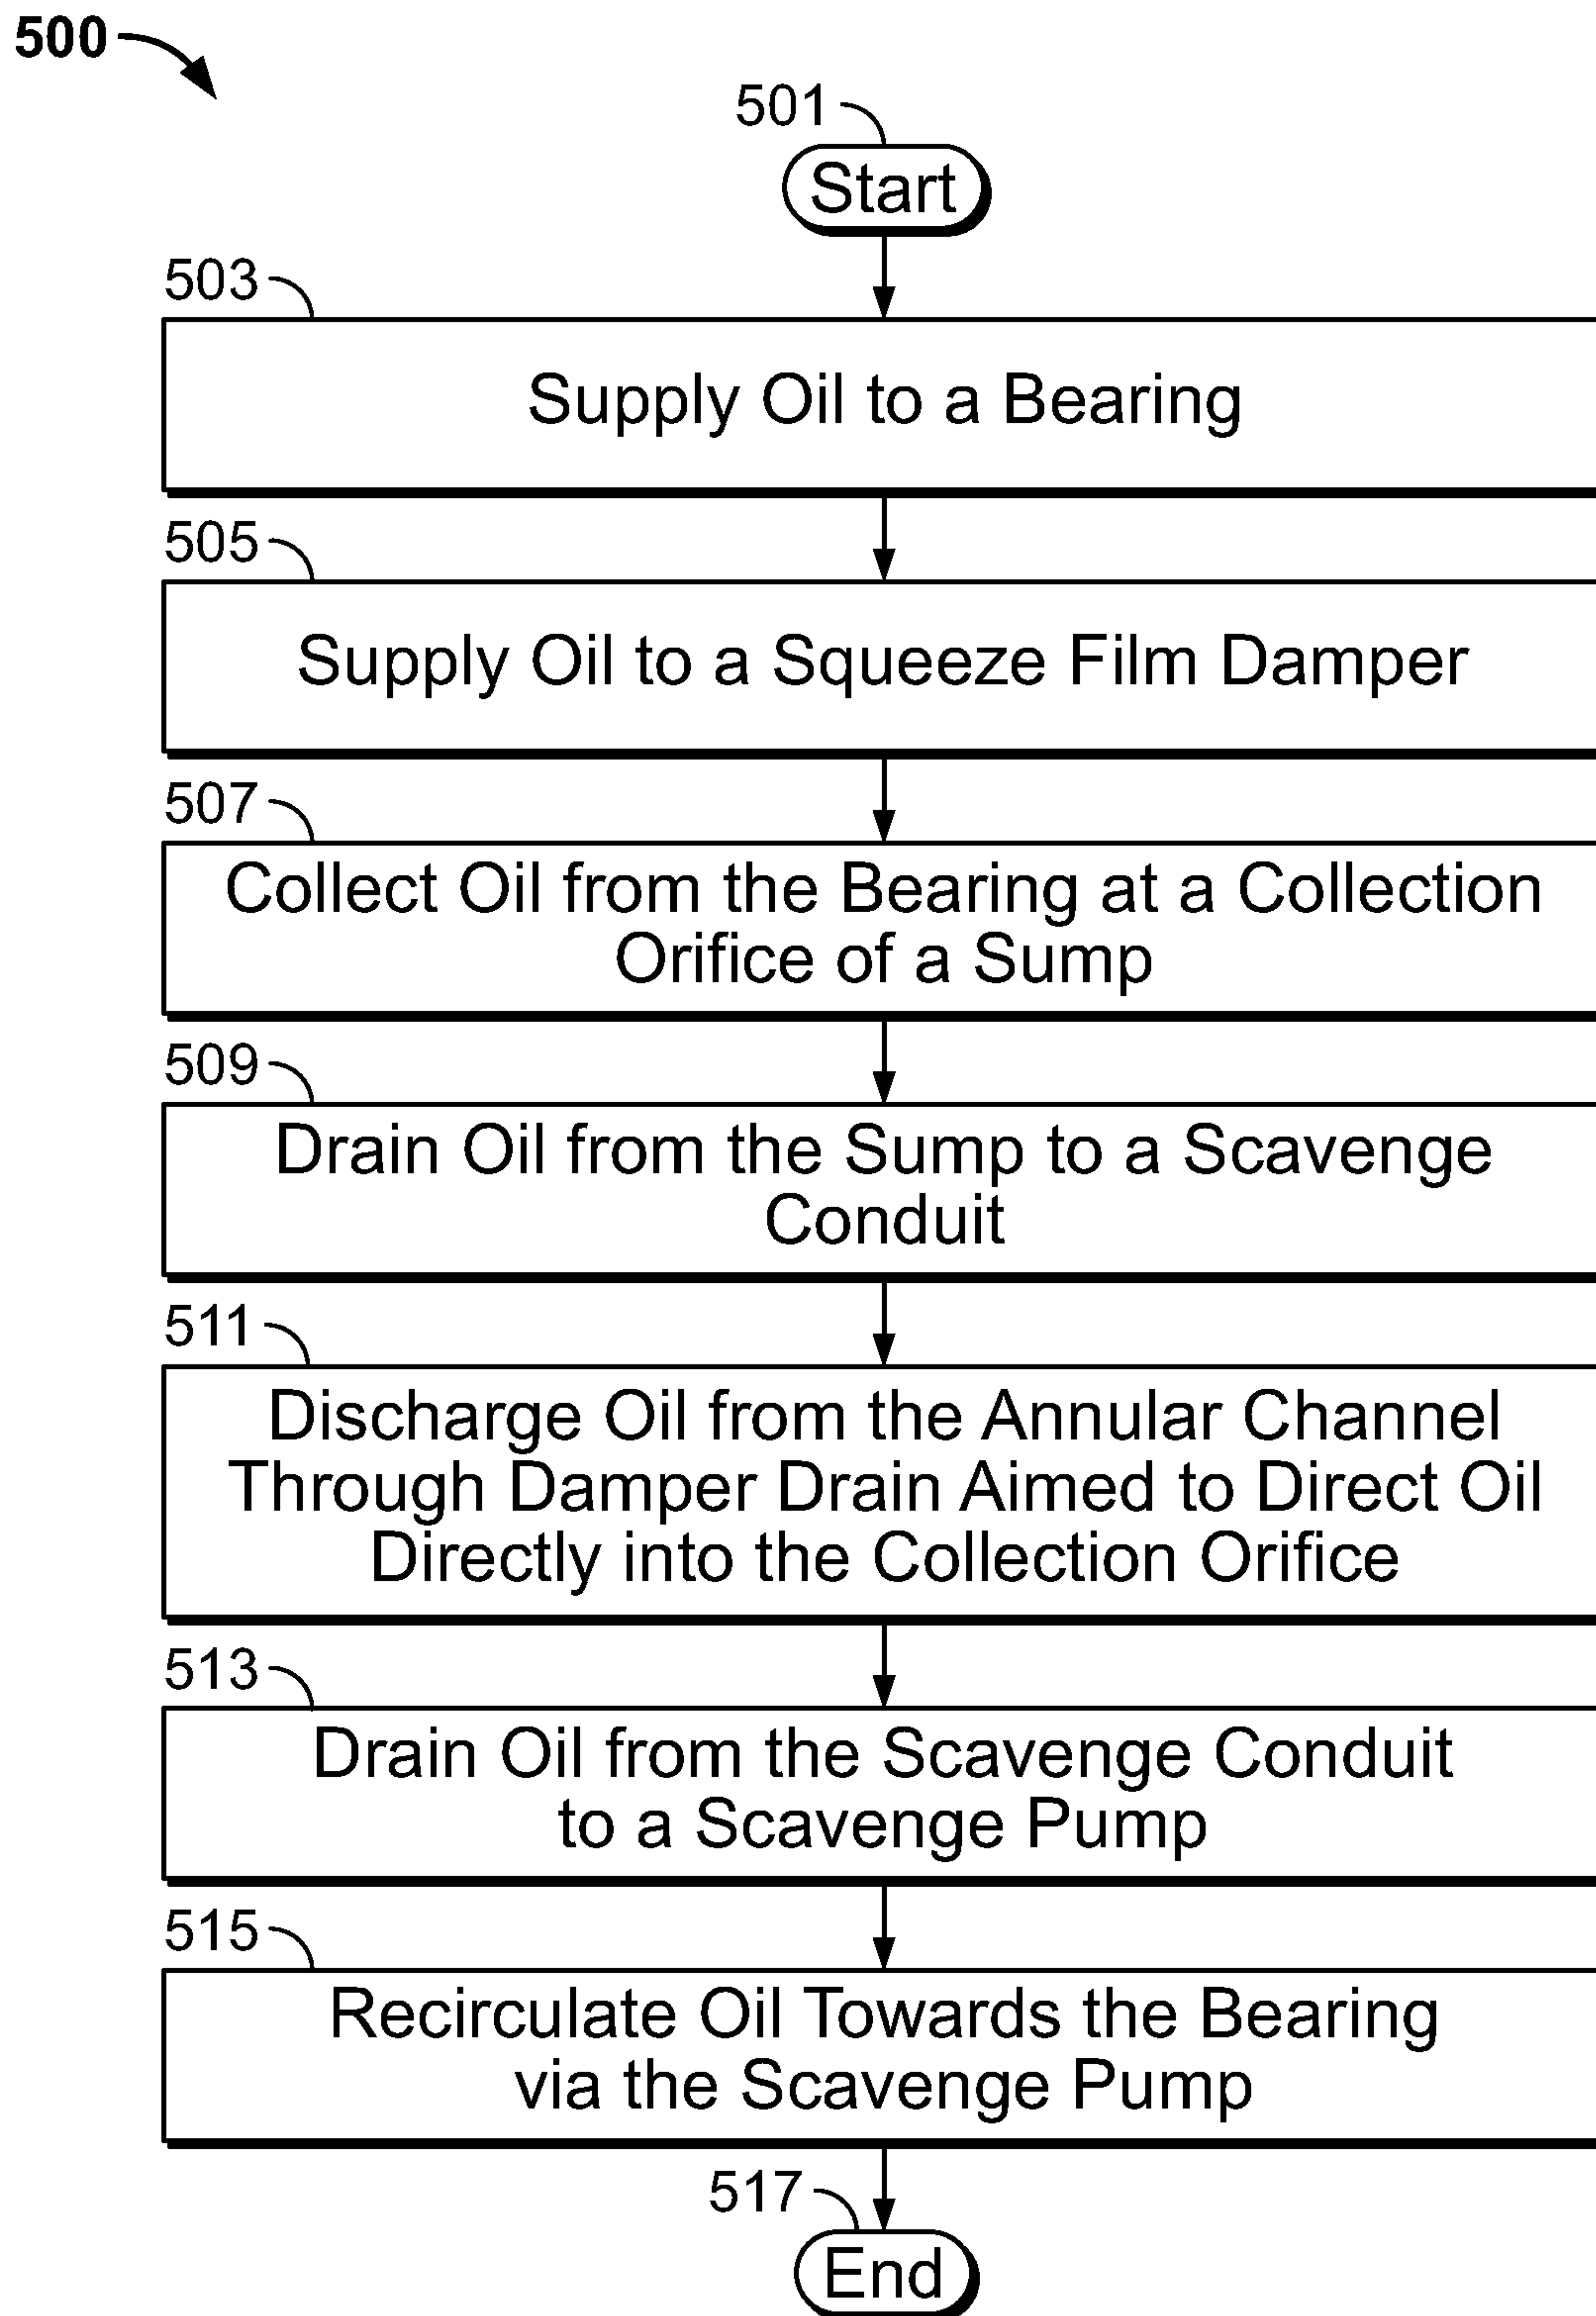 500
501
Start
503
Supply Oil to a Bearing
505
Supply Oil to a Squeeze Film Damper
507
Collect Oil from the Bearing at a Collection
Orifice of a Sump
509
Drain Oil from the Sump to a Scavenge
Conduit
511
Discharge Oil from the Annular Channel
Through Damper Drain Aimed to Direct Oil
Directly into the Collection Orifice
513
Drain Oil from the Scavenge Conduit
to a Scavenge Pump
515
Recirculate Oil Towards the Bearing
via the Scavenge Pump
517
End